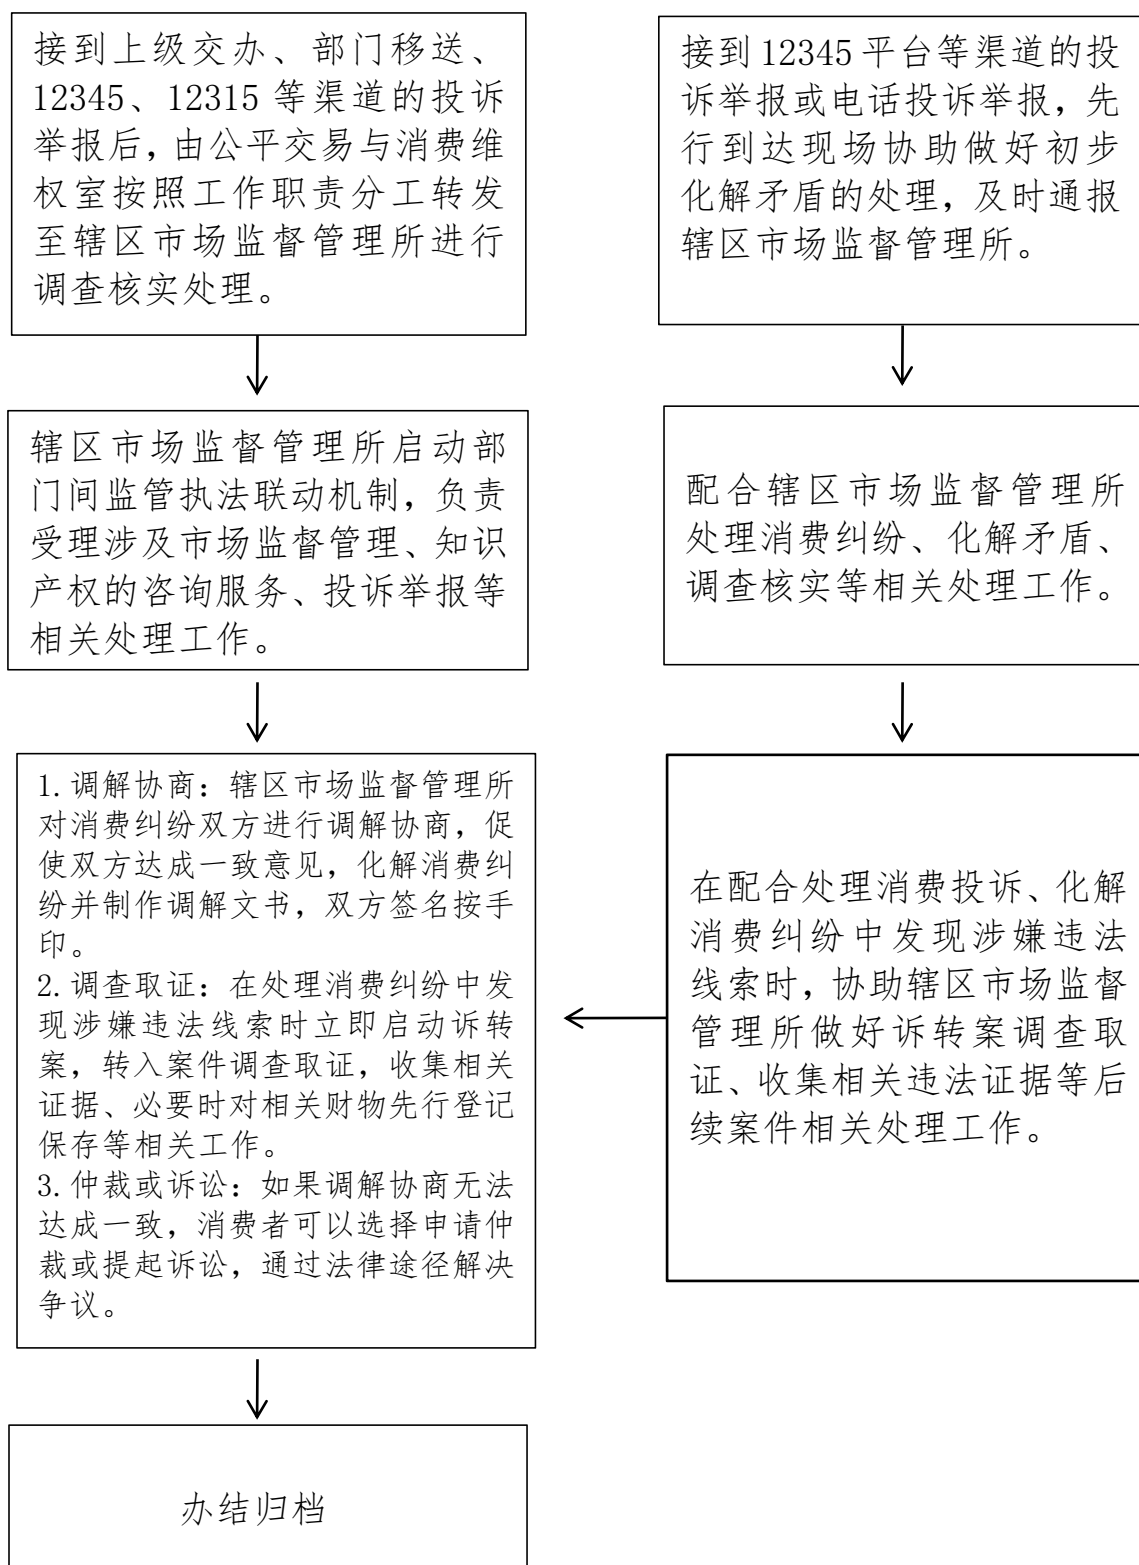 接到上级交办、部门移送、
12345、12315 等渠道的投诉
举报后，由公平交易与消费维
权室按照工作职责分工转发
至辖区市场监督管理所进行
调查核实处理。
接到 12345 平台等渠道的投
诉举报或电话投诉举报，先
行到达现场协助做好初步
化解矛盾的处理，及时通报
辖区市场监督管理所。
辖区市场监督管理所启动部
门间监管执法联动机制，负责
受理涉及市场监督管理、知识
产权的咨询服务、投诉举报等
相关处理工作。
配合辖区市场监督管理所
处理消费纠纷、化解矛盾、
调查核实等相关处理工作。
1. 调解协商：辖区市场监督管理所
对消费纠纷双方进行调解协商，促
使双方达成一致意见，化解消费纠
纷并制作调解文书，双方签名按手
印。
2. 调查取证：在处理消费纠纷中发
现涉嫌违法线索时立即启动诉转
案，转入案件调查取证，收集相关
证据、必要时对相关财物先行登记
保存等相关工作。
3. 仲裁或诉讼：如果调解协商无法
达成一致，消费者可以选择申请仲
裁或提起诉讼，通过法律途径解决
争议。
在配合处理消费投诉、化解
消费纠纷中发现涉嫌违法
线索时，协助辖区市场监督
管理所做好诉转案调查取
证、收集相关违法证据等后
续案件相关处理工作。
办结归档